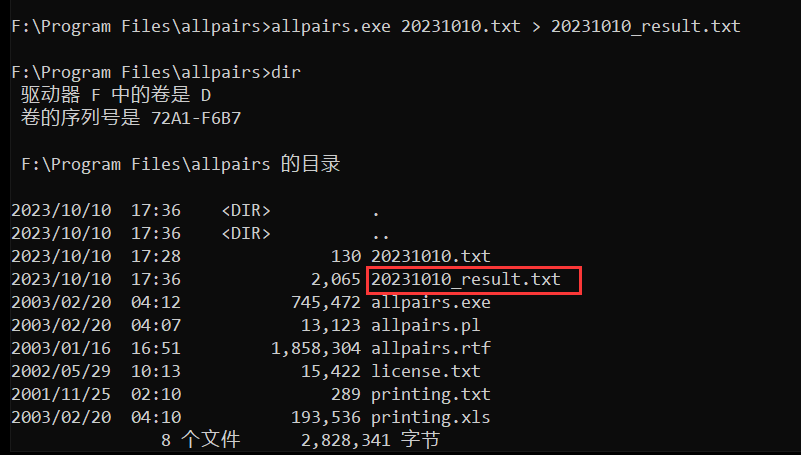 F:\Program Files\allpairs>allpairs.exe 20231010.txt > 20231010_result.txt
F:\Program Files\allpairs>dir
驱动器 F 中的卷是 D
卷的序列号是 72A1-F6B7
F:\Program Files\allpairs 的目录
2023/10/10 17:36 <DIR> .
2023/10/10 17:36 <DIR> ..
2023/10/10 17:28 130 20231010.txt
2023/10/10 17:36 2,065 20231010_result.txt
2003/02/20 04:12 745,472 allpairs.exe
2003/02/20 04:07 13,123 allpairs.pl
2003/01/16 16:51 1,858,304 allpairs.rtf
2002/05/29 10:13 15,422 license.txt
2001/11/25 02:10 289 printing.txt
2003/02/20 04:10 193,536 printing.xls
8 个文件 2,828,341 字节